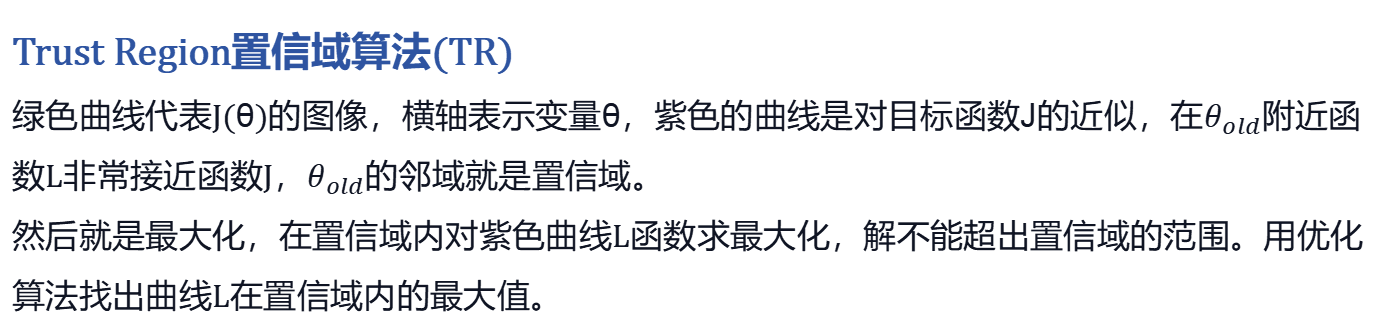 Trust Region置信域算法(TR)
绿色曲线代表J(θ)的图像，横轴表示变量θ，紫色的曲线是对目标函数J的近似，在θ_old附近函
数L非常接近函数J，θ_old的邻域就是置信域。
然后就是最大化，在置信域内对紫色曲线L函数求最大化，解不能超出置信域的范围。用优化
算法找出曲线L在置信域内的最大值。